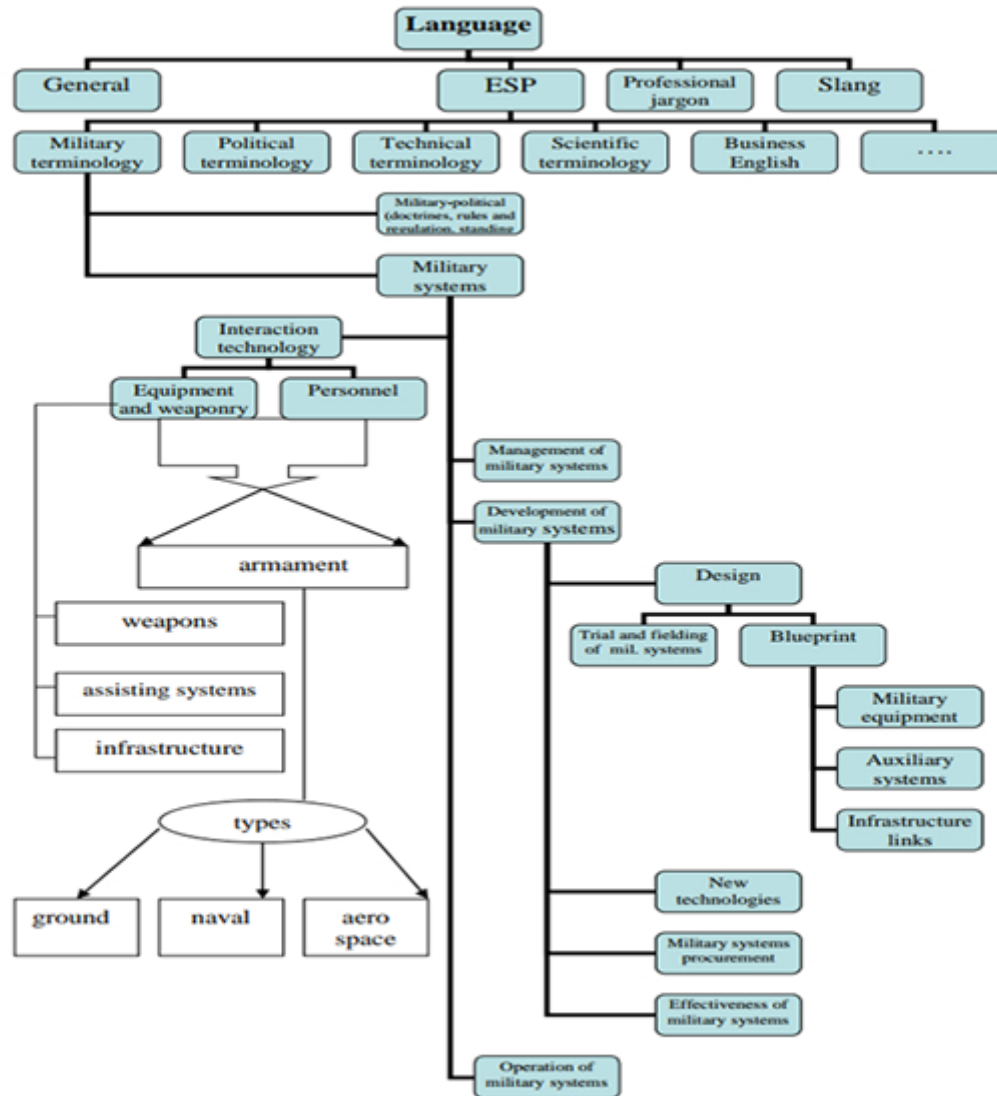 Language
General
ESP
Professional
jargon
Slang
Military
terminology
Political
terminology
Technical
terminology
Scientific
terminology
Business
English
....
Military-political
(doctrines, rules and
regulation, standing
Military
systems
Interaction
technology
Equipment
and weaponry
Personnel
Management of
military systems
Development of
military systems
armament
Design
weapons
Trial and fielding
of mil. systems
Blueprint
assisting systems
Military
equipment
infrastructure
Auxiliary
systems
Infrastructure
links
types
ground
naval
aero
space
New
technologies
Military systems
procurement
Effectiveness of
military systems
Operation of
military systems